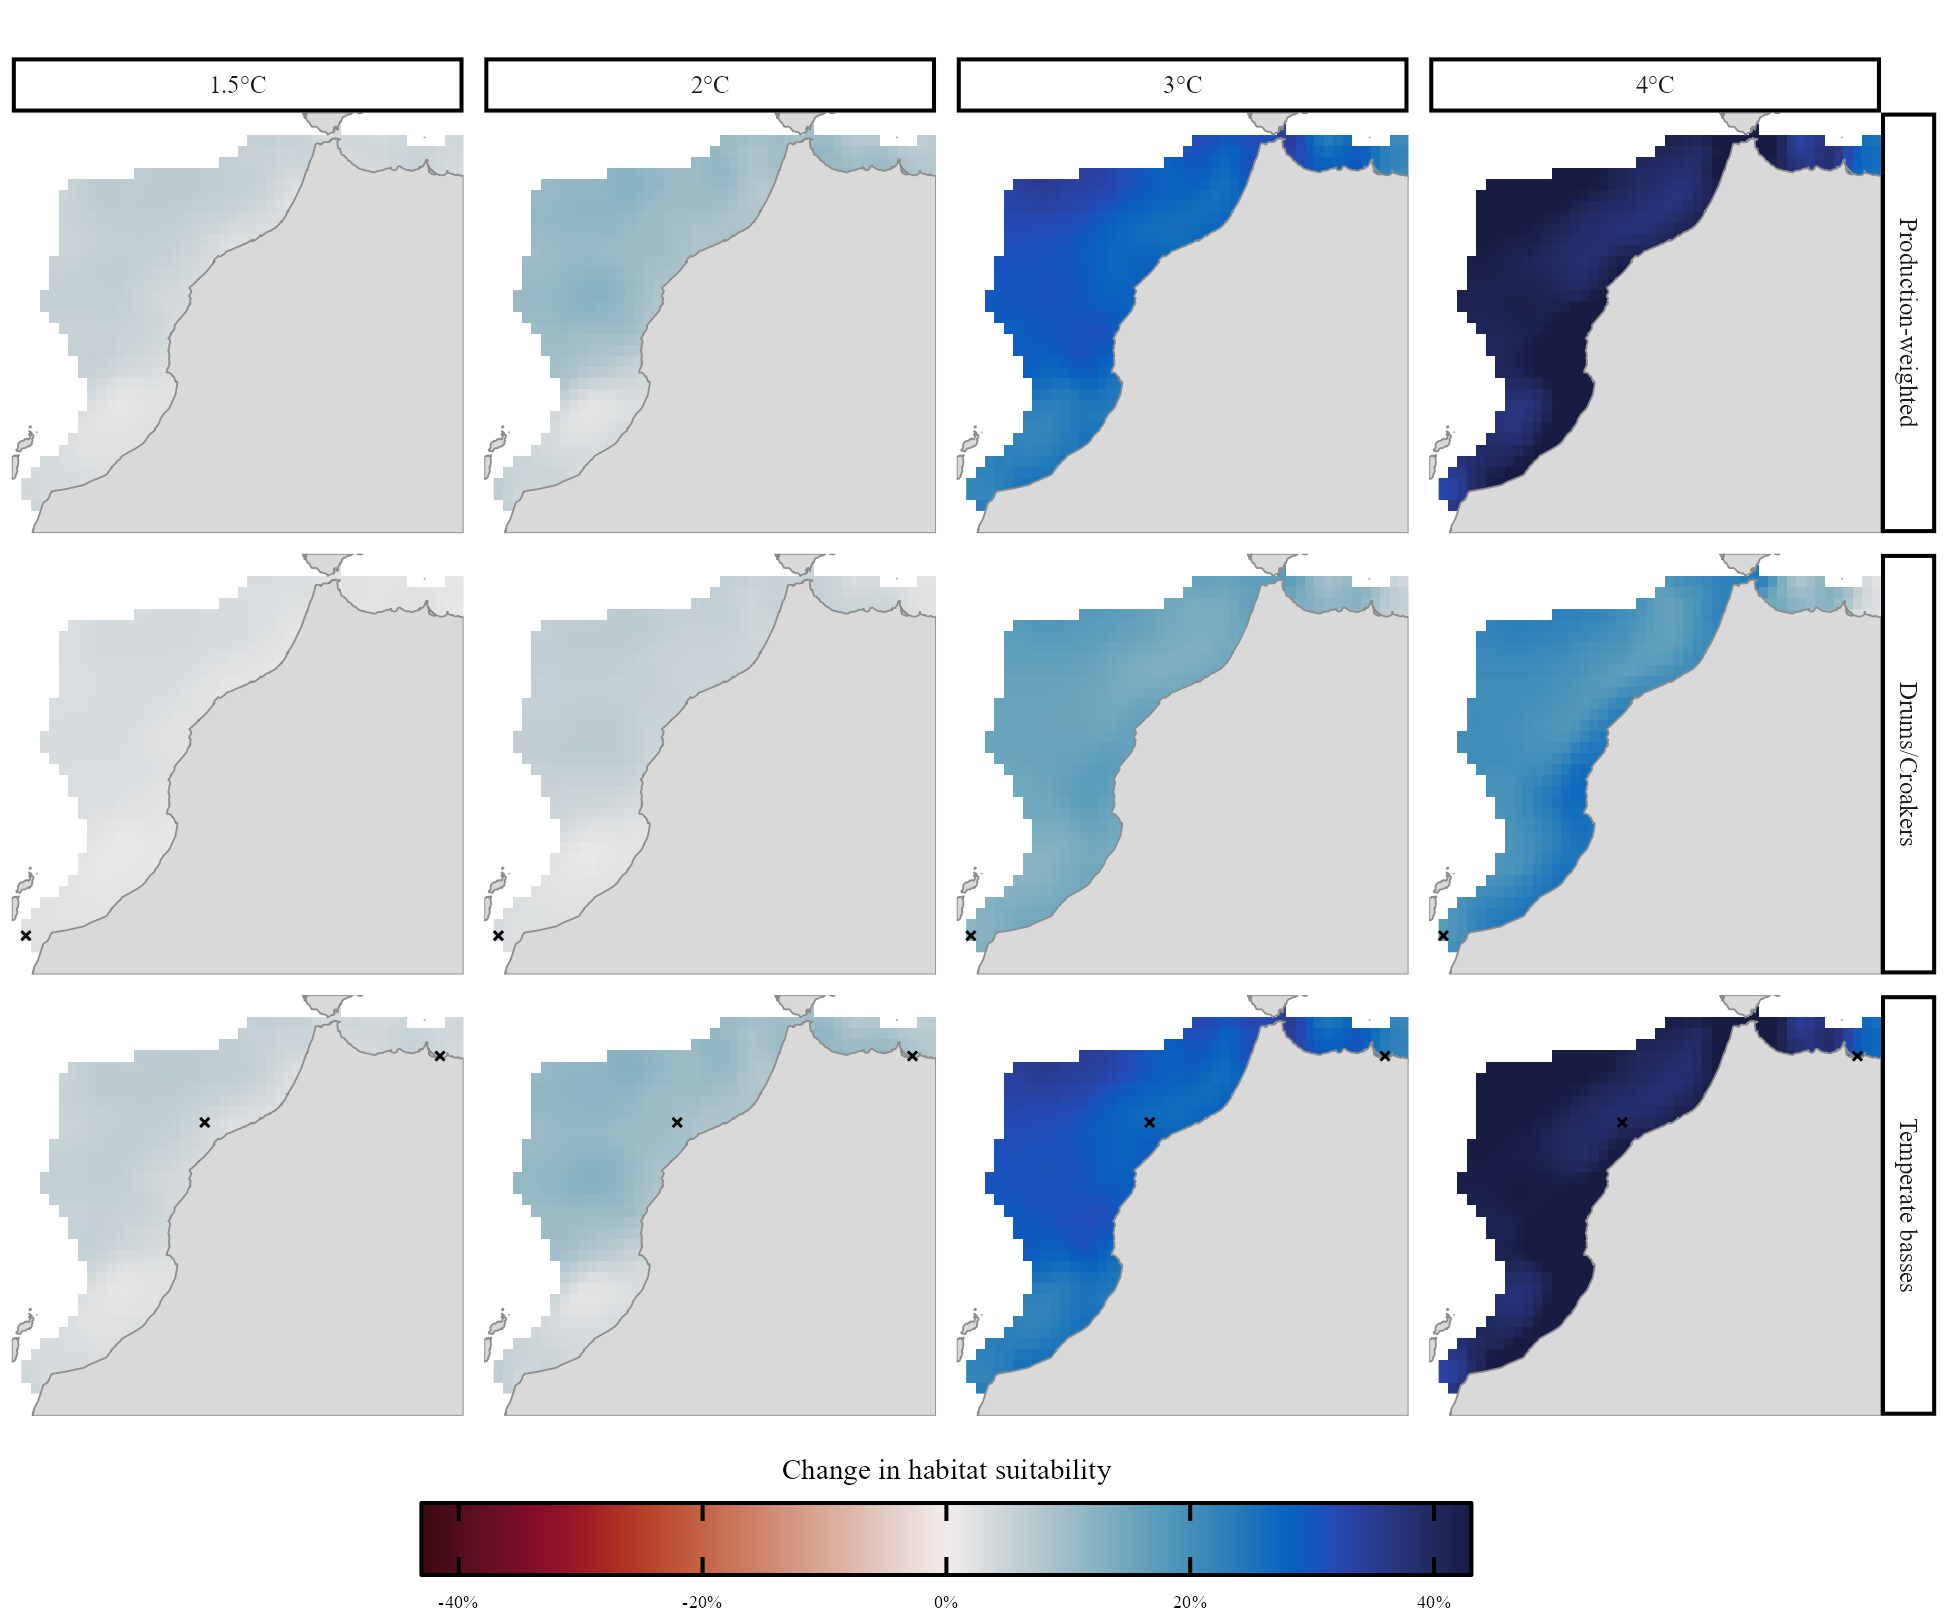 1.5°C
2°C
3°C
4°C
Production-weighted
Drums/Croakers
Temperate basses
Change in habitat suitability
-40%
-20%
0%
20%
40%